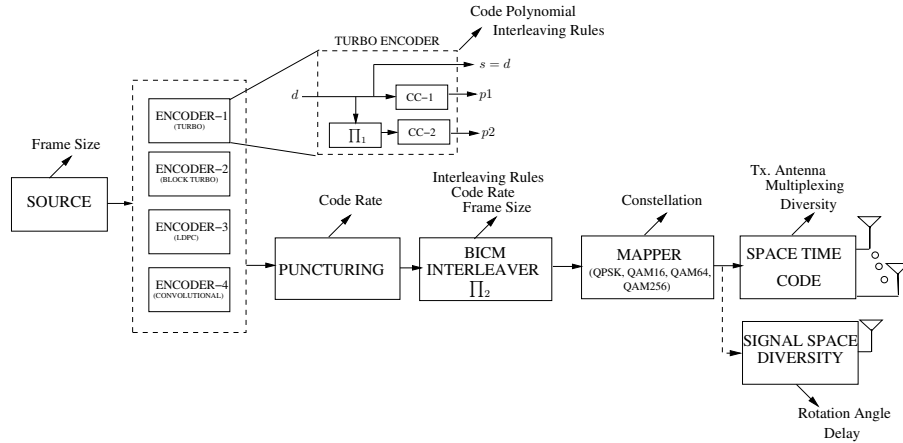 Code Polynomial
Interleaving Rules
TURBO ENCODER
s = d
d
CC-1
p1
∏1
CC-2
p2
ENCODER-1
(TURBO)
ENCODER-2
(BLOCK TURBO)
ENCODER-3
(LDPC)
ENCODER-4
(CONVOLUTIONAL)
Frame Size
SOURCE
Code Rate
PUNCTURING
Interleaving Rules
Code Rate
Frame Size
BICM
INTERLEAVER
∏2
Constellation
MAPPER
(QPSK, QAM16, QAM64,
QAM256)
Tx. Antenna
Multiplexing
Diversity
SPACE TIME
CODE
SIGNAL SPACE
DIVERSITY
Rotation Angle
Delay